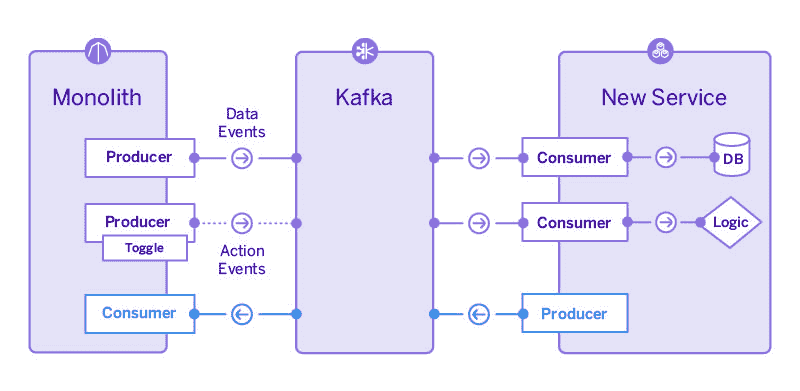 Monolith
Kafka
New Service
Data
Events
Producer
Consumer
DB
Producer
Toggle
Consumer
Logic
Action
Events
Consumer
Producer